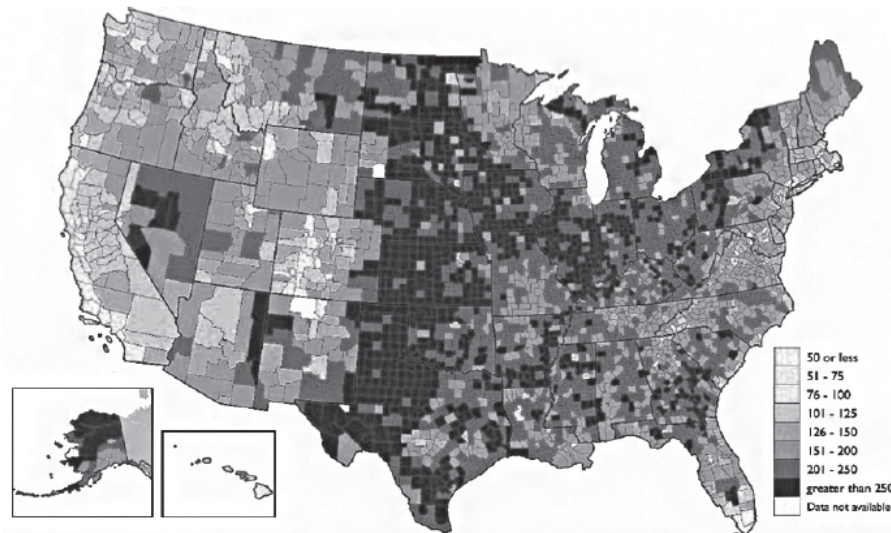 50 or less
51 - 75
76 - 100
101 - 125
126 - 150
151 - 200
201 - 250
greater than 250
Data not available